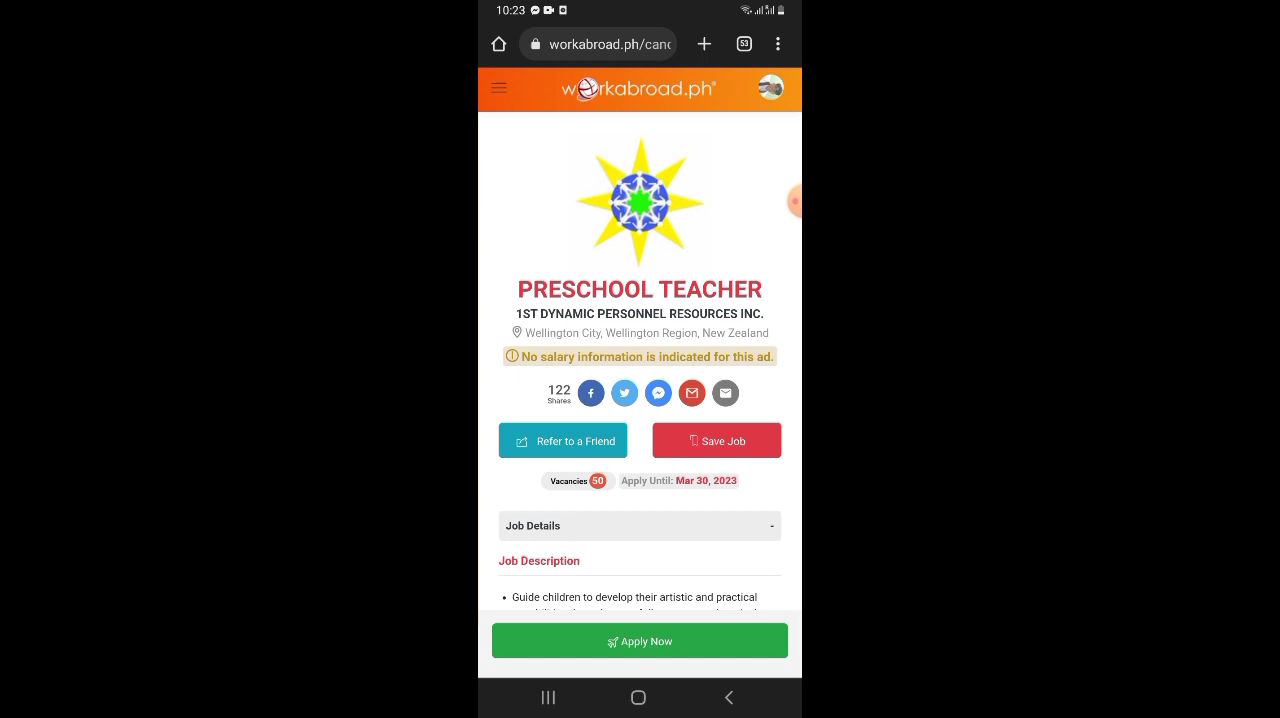 10:23
workabroad.ph/canc
53
workabroad.ph
PRESCHOOL TEACHER
1ST DYNAMIC PERSONNEL RESOURCES INC.
Wellington City, Wellington Region, New Zealand
No salary information is indicated for this ad.
122
Shares
Refer to a Friend
Save Job
Vacancies 50 Apply Until: Mar 30, 2023
Job Details -
Job Description
• Guide children to develop their artistic and practical
Apply Now